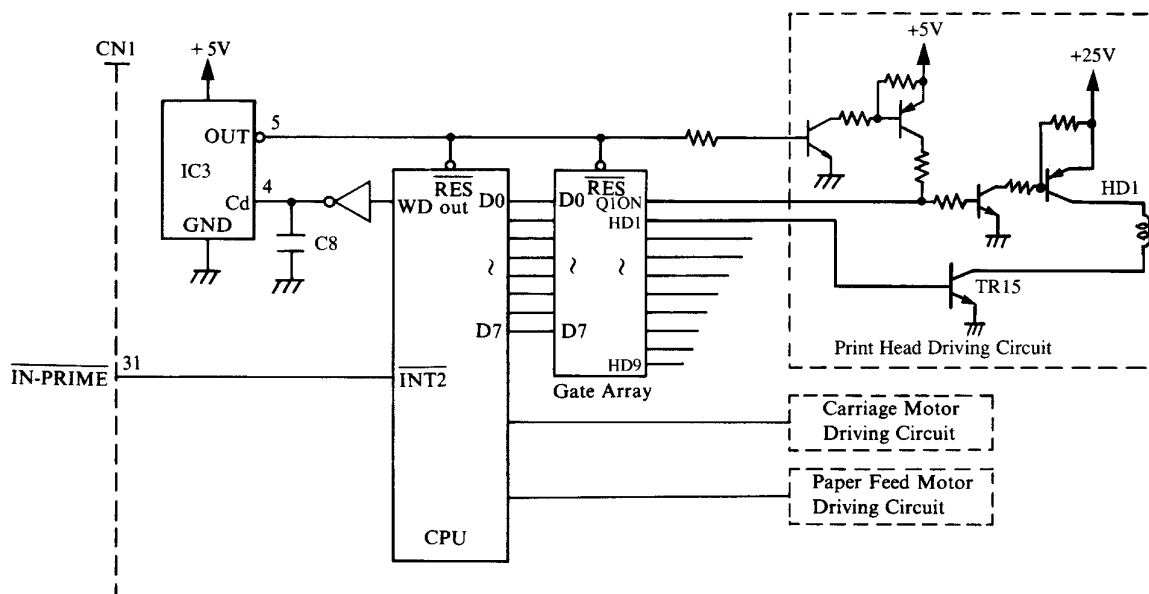 CN1
+5V
OUT
5
IC3
Cd
4
GND
C8
RES
WD out
D0
D7
INT2
CPU
RES
D0
Q1ON
HD1
~
~
~
D7
HD9
Gate Array
IN-PRIME
31
+5V
+25V
HD1
TR15
Print Head Driving Circuit
Carriage Motor
Driving Circuit
Paper Feed Motor
Driving Circuit